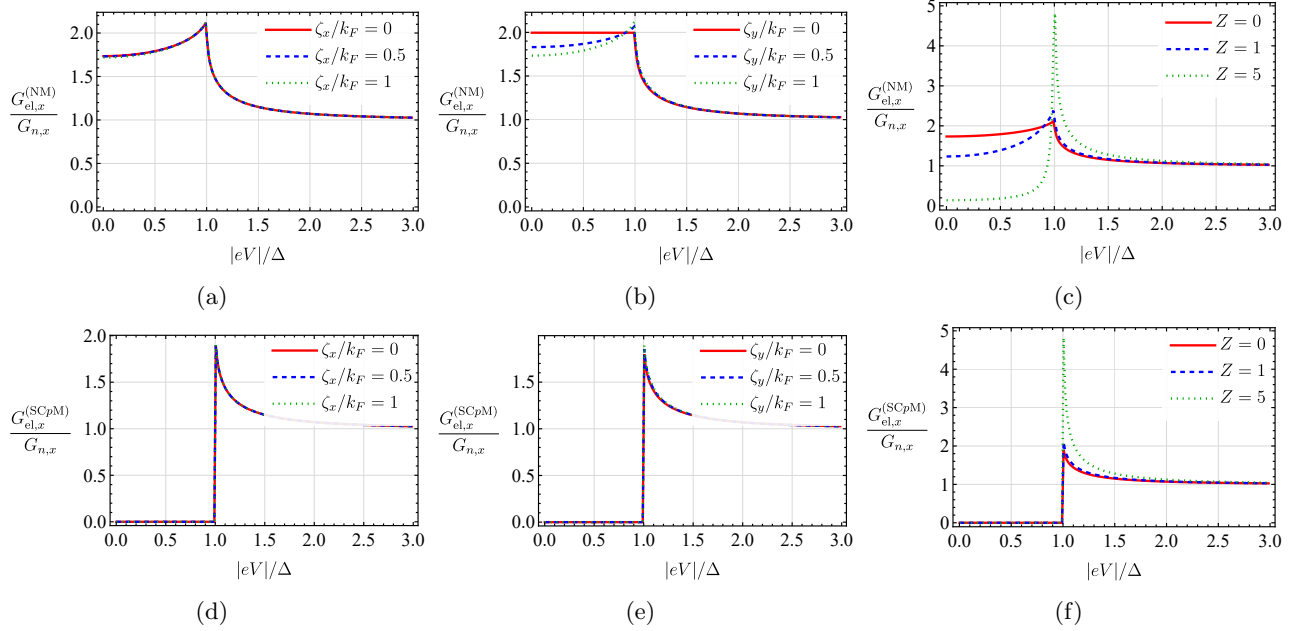 G_{el,x}^{(NM)} / G_{n,x}
2.0
1.5
1.0
0.5
0.0
ζ_x/k_F = 0
ζ_x/k_F = 0.5
ζ_x/k_F = 1
0.0 0.5 1.0 1.5 2.0 2.5 3.0
|eV|/Δ
(a)
G_{el,x}^{(NM)} / G_{n,x}
2.0
1.5
1.0
0.5
0.0
ζ_y/k_F = 0
ζ_y/k_F = 0.5
ζ_y/k_F = 1
0.0 0.5 1.0 1.5 2.0 2.5 3.0
|eV|/Δ
(b)
G_{el,x}^{(NM)} / G_{n,x}
5
4
3
2
1
0
Z = 0
Z = 1
Z = 5
0.0 0.5 1.0 1.5 2.0 2.5 3.0
|eV|/Δ
(c)
G_{el,x}^{(SCpM)} / G_{n,x}
2.0
1.5
1.0
0.5
0.0
ζ_x/k_F = 0
ζ_x/k_F = 0.5
ζ_x/k_F = 1
0.0 0.5 1.0 1.5 2.0 2.5 3.0
|eV|/Δ
(d)
G_{el,x}^{(SCpM)} / G_{n,x}
2.0
1.5
1.0
0.5
0.0
ζ_y/k_F = 0
ζ_y/k_F = 0.5
ζ_y/k_F = 1
0.0 0.5 1.0 1.5 2.0 2.5 3.0
|eV|/Δ
(e)
G_{el,x}^{(SCpM)} / G_{n,x}
5
4
3
2
1
0
Z = 0
Z = 1
Z = 5
0.0 0.5 1.0 1.5 2.0 2.5 3.0
|eV|/Δ
(f)